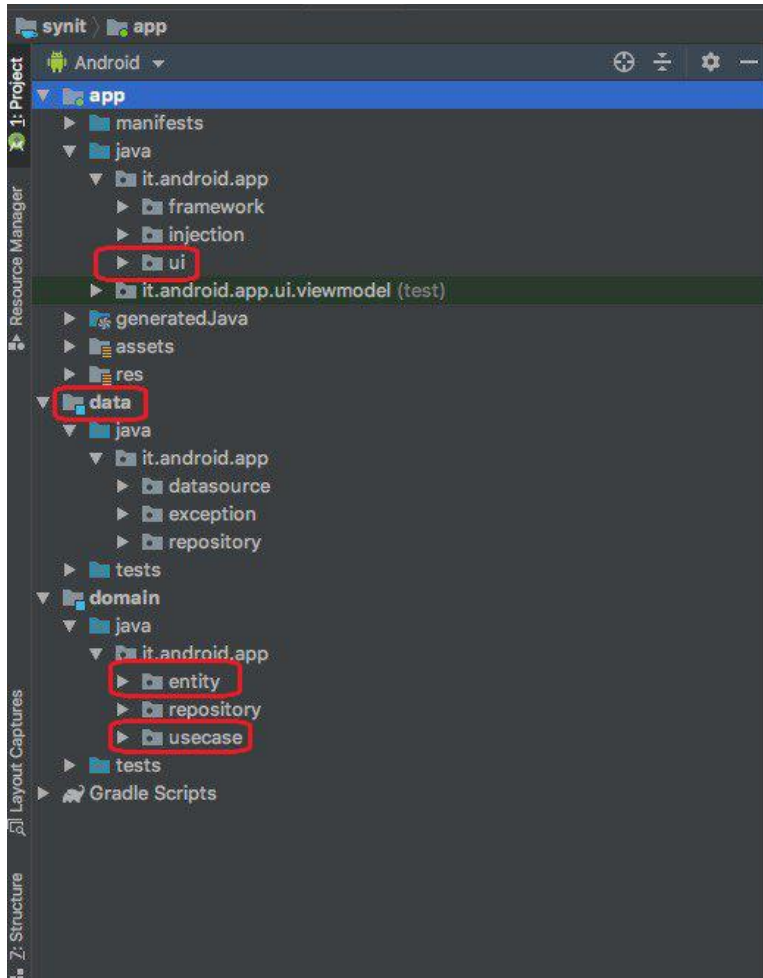 synit app
Android
1: Project
app
manifests
java
it.android.app
framework
injection
ui
it.android.app.ui.viewmodel (test)
Resource Manager
generatedJava
assets
res
data
java
it.android.app
datasource
exception
repository
tests
domain
java
it.android.app
entity
repository
usecase
Layout Captures
tests
Gradle Scripts
Z: Structure